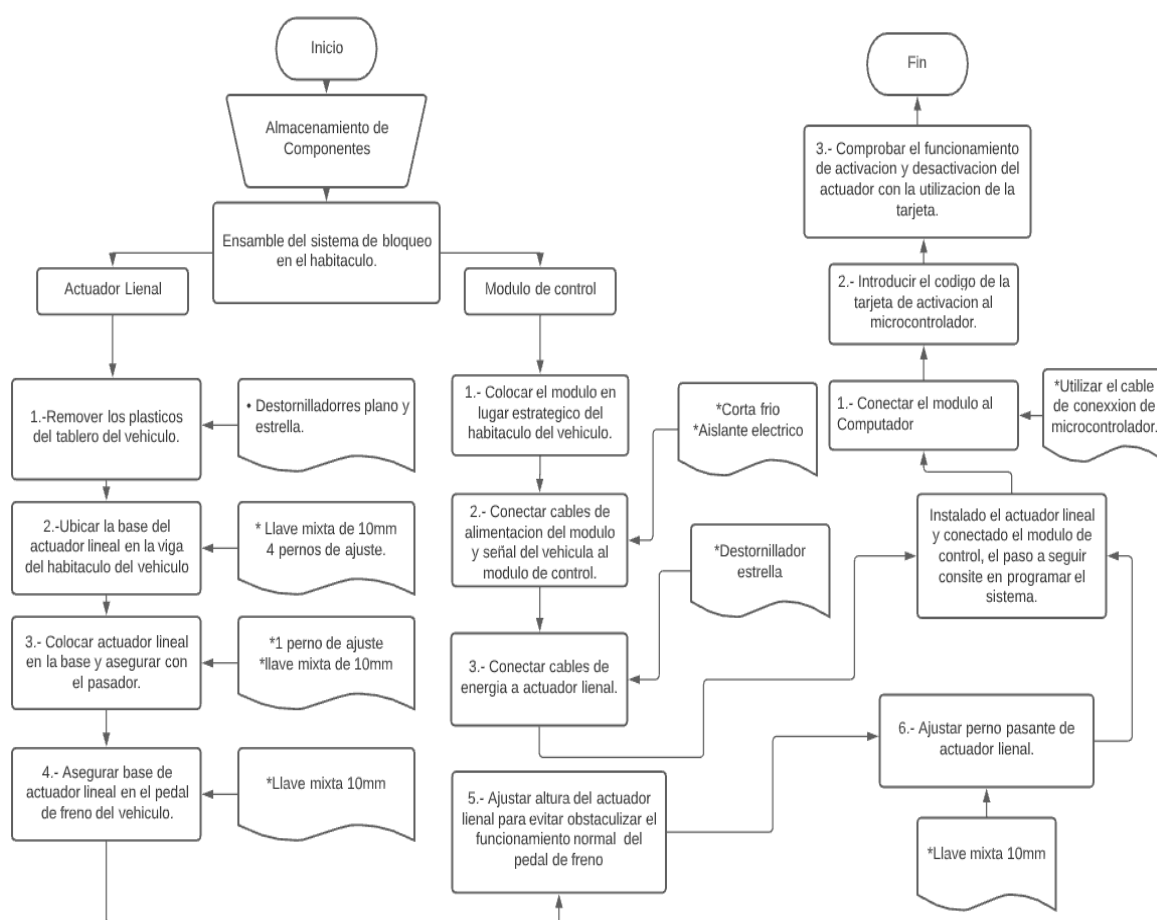 Inicio
Almacenamiento de
Componentes
Ensamble del sistema de bloqueo
en el habitaculo.
Actuador Lienal
1.-Remover los plasticos
del tablero del vehiculo.
• Destornilladorres plano y
estrella.
2.-Ubicar la base del
actuador lineal en la viga
del habitaculo del vehiculo
* Llave mixta de 10mm
4 pernos de ajuste.
3.- Colocar actuador lineal
en la base y asegurar con
el pasador.
*1 perno de ajuste
*llave mixta de 10mm
4.- Asegurar base de
actuador lineal en el pedal
de freno del vehiculo.
*Llave mixta 10mm
Modulo de control
1.- Colocar el modulo en
lugar estrategico del
habitaculo del vehiculo.
*Corta frio
*Aislante electrico
2.- Conectar cables de
alimentacion del modulo
y señal del vehicula al
modulo de control.
*Destornillador
estrella
3.- Conectar cables de
energia a actuador lienal.
5.- Ajustar altura del actuador
lienal para evitar obstaculizar el
funcionamiento normal del
pedal de freno
6.- Ajustar perno pasante de
actuador lienal.
*Llave mixta 10mm
Instalado el actuador lineal
y conectado el modulo de
control, el paso a seguir
consite en programar el
sistema.
1.- Conectar el modulo al
Computador
*Utilizar el cable
de conexxion de
microcontrolador.
2.- Introducir el codigo de la
tarjeta de activacion al
microcontrolador.
3.- Comprobar el funcionamiento
de activacion y desactivacion del
actuador con la utilizacion de la
tarjeta.
Fin